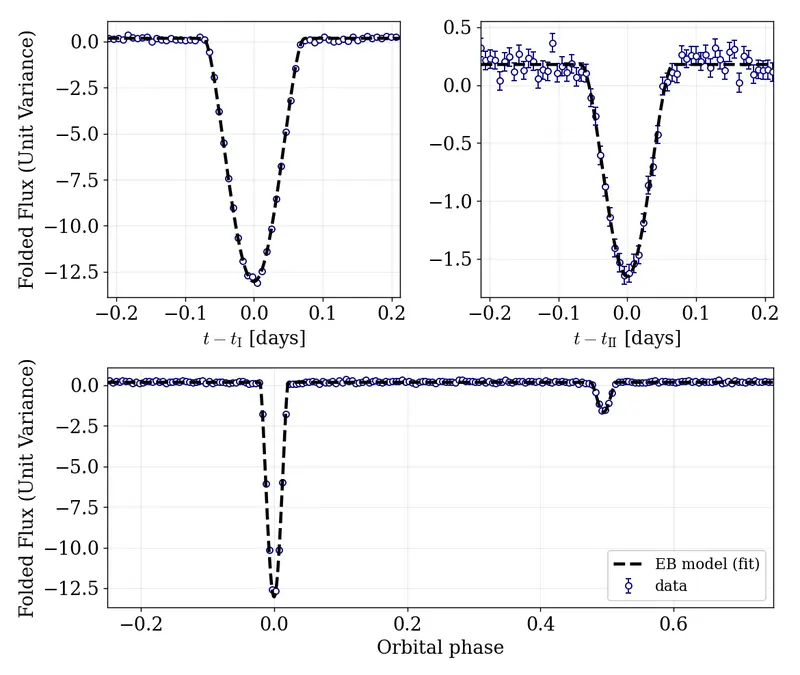 Folded Flux (Unit Variance)
0.0
−2.5
−5.0
−7.5
−10.0
−12.5
−0.2 −0.1 0.0 0.1 0.2
t − tI [days]
0.5
0.0
−0.5
−1.0
−1.5
−0.2 −0.1 0.0 0.1 0.2
t − tII [days]
Folded Flux (Unit Variance)
0.0
−2.5
−5.0
−7.5
−10.0
−12.5
EB model (fit)
data
−0.2 0.0 0.2 0.4 0.6
Orbital phase